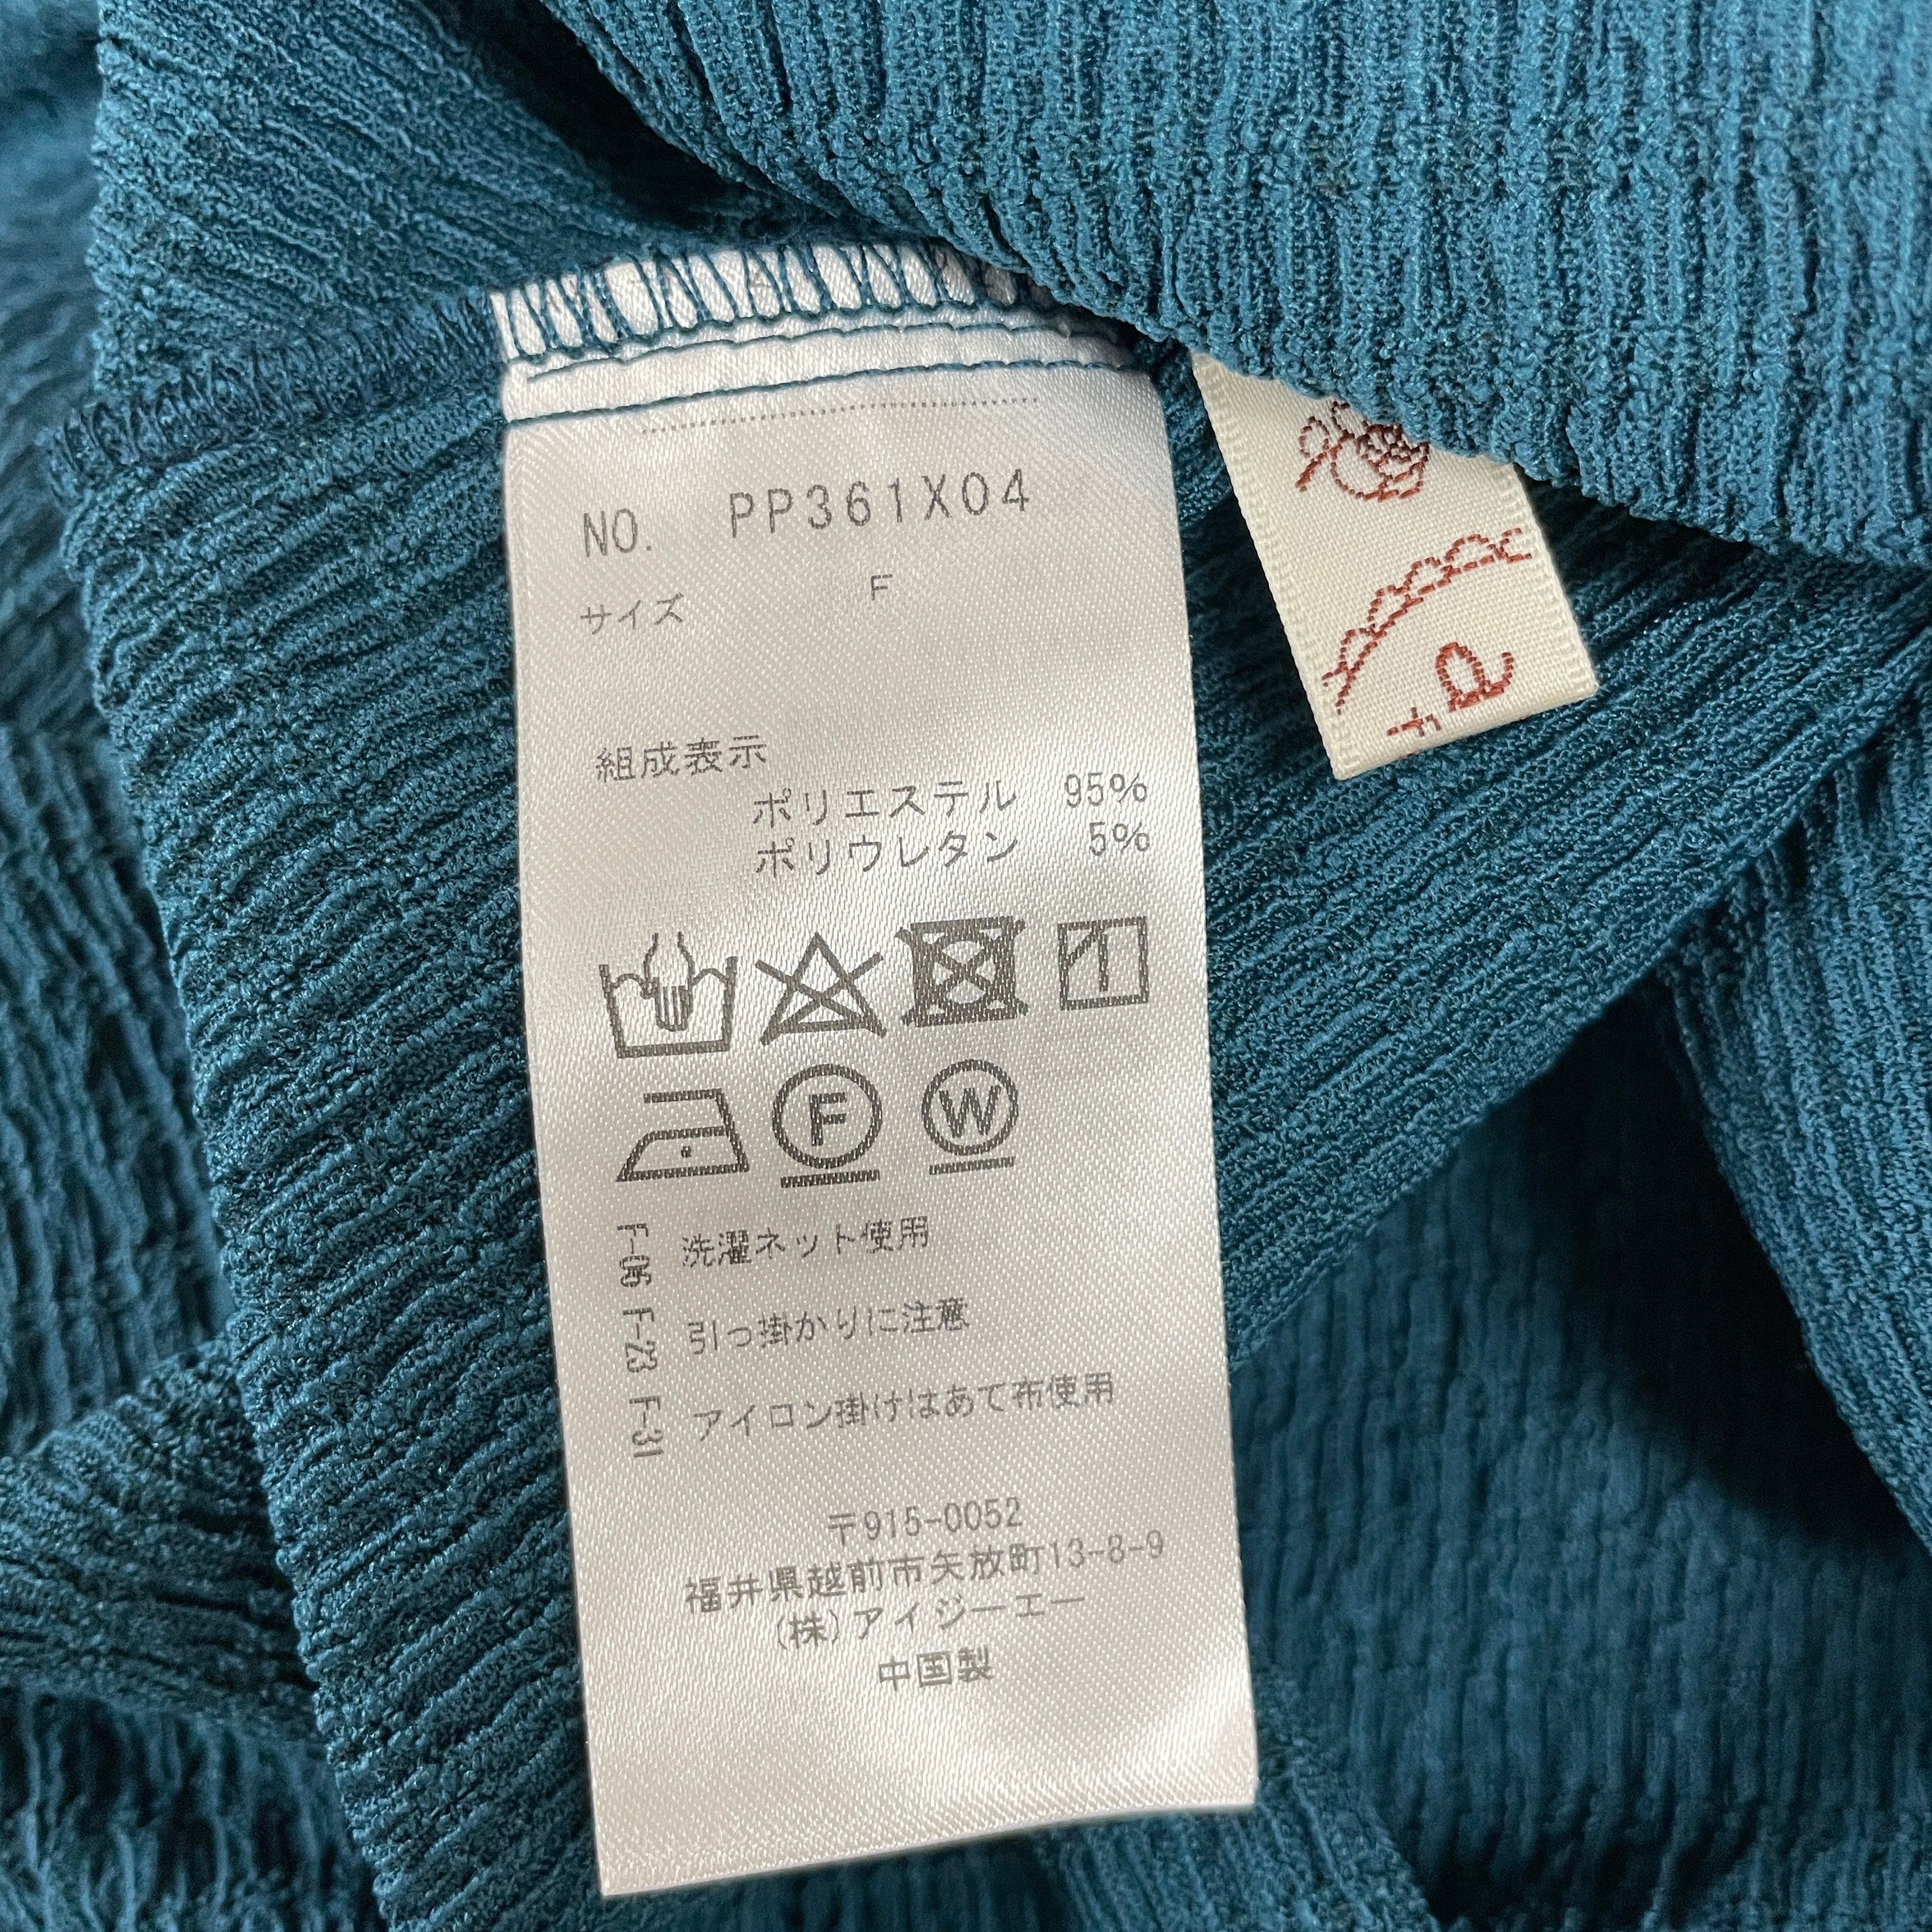 NO. PP361X04
サイズ F
組成表示
ポリエステル 95%
ポリウレタン 5%
F
W
F-06 洗濯ネット使用
F-23 引っ掛かりに注意
F-31 アイロン掛けはあて布使用
〒915-0052
福井県越前市矢放町13-8-9
(株)アイジーエー
中国製